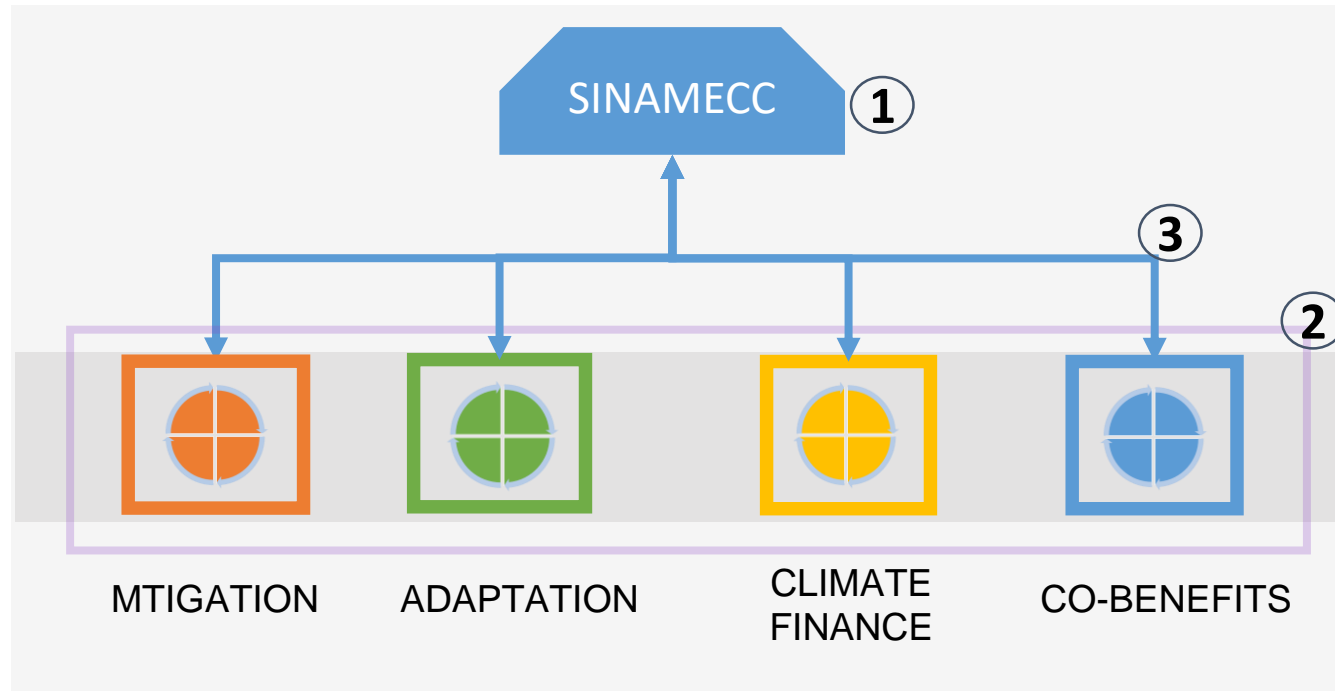 SINAMECC
1
3
2
MTIGATION
ADAPTATION
CLIMATE
FINANCE
CO-BENEFITS